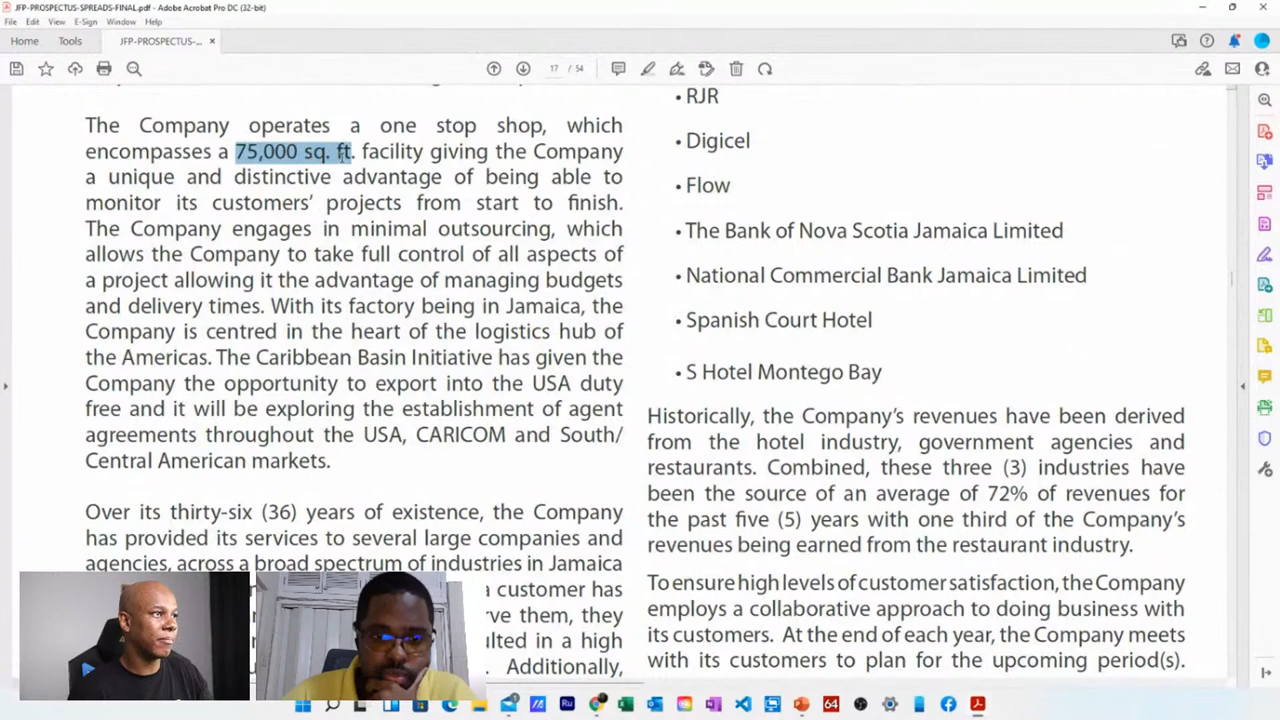 JFP-PROSPECTUS-SPREADS-FINAL.pdf - Adobe Acrobat Pro DC (32-bit)
File Edit View E-Sign Window Help
Home Tools JFP-PROSPECTUS-... ×
17 / 54
The Company operates a one stop shop, which
encompasses a 75,000 sq. ft. facility giving the Company
a unique and distinctive advantage of being able to
monitor its customers’ projects from start to finish.
The Company engages in minimal outsourcing, which
allows the Company to take full control of all aspects of
a project allowing it the advantage of managing budgets
and delivery times. With its factory being in Jamaica, the
Company is centred in the heart of the logistics hub of
the Americas. The Caribbean Basin Initiative has given the
Company the opportunity to export into the USA duty
free and it will be exploring the establishment of agent
agreements throughout the USA, CARICOM and South/
Central American markets.
Over its thirty-six (36) years of existence, the Company
has provided its services to several large companies and
agencies, across a broad spectrum of industries in Jamaica
a customer has
rve them, they
ulted in a high
. Additionally,
• RJR
• Digicel
• Flow
• The Bank of Nova Scotia Jamaica Limited
• National Commercial Bank Jamaica Limited
• Spanish Court Hotel
• S Hotel Montego Bay
Historically, the Company’s revenues have been derived
from the hotel industry, government agencies and
restaurants. Combined, these three (3) industries have
been the source of an average of 72% of revenues for
the past five (5) years with one third of the Company’s
revenues being earned from the restaurant industry.
To ensure high levels of customer satisfaction, the Company
employs a collaborative approach to doing business with
its customers. At the end of each year, the Company meets
with its customers to plan for the upcoming period(s).
Ru
64